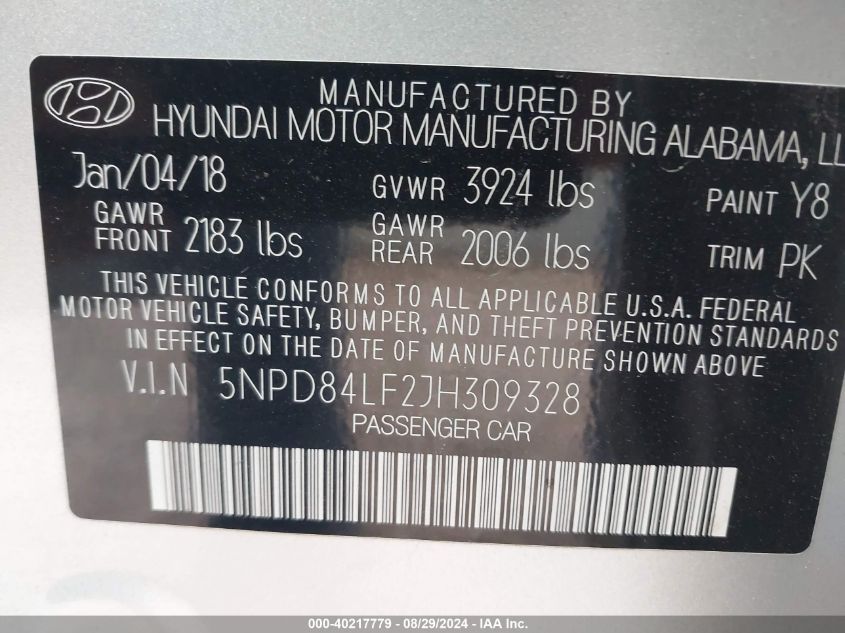 MANUFACTURED BY
HYUNDAI MOTOR MANUFACTURING ALABAMA, LL
Jan/04/18 GVWR 3924 lbs PAINT Y8
GAWR FRONT 2183 lbs GAWR REAR 2006 lbs TRIM PK
THIS VEHICLE CONFORMS TO ALL APPLICABLE U.S.A. FEDERAL
MOTOR VEHICLE SAFETY, BUMPER, AND THEFT PREVENTION STANDARDS
IN EFFECT ON THE DATE OF MANUFACTURE SHOWN ABOVE
V.I.N 5NPD84LF2JH309328
PASSENGER CAR
000-40217779 - 08/29/2024 - IAA Inc.